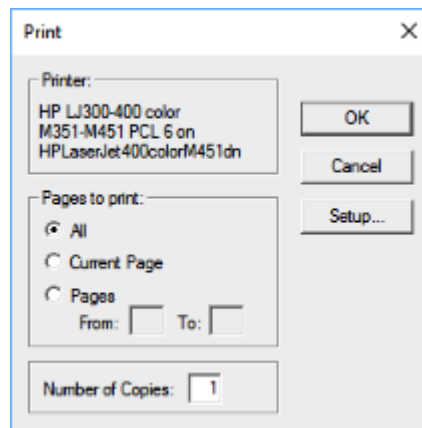 Print
Printer:
HP LJ300-400 color
M351-M451 PCL 6 on
HPLaserJet400colorM451dn
OK
Cancel
Setup...
Pages to print:
All
Current Page
Pages
From: To:
Number of Copies: 1